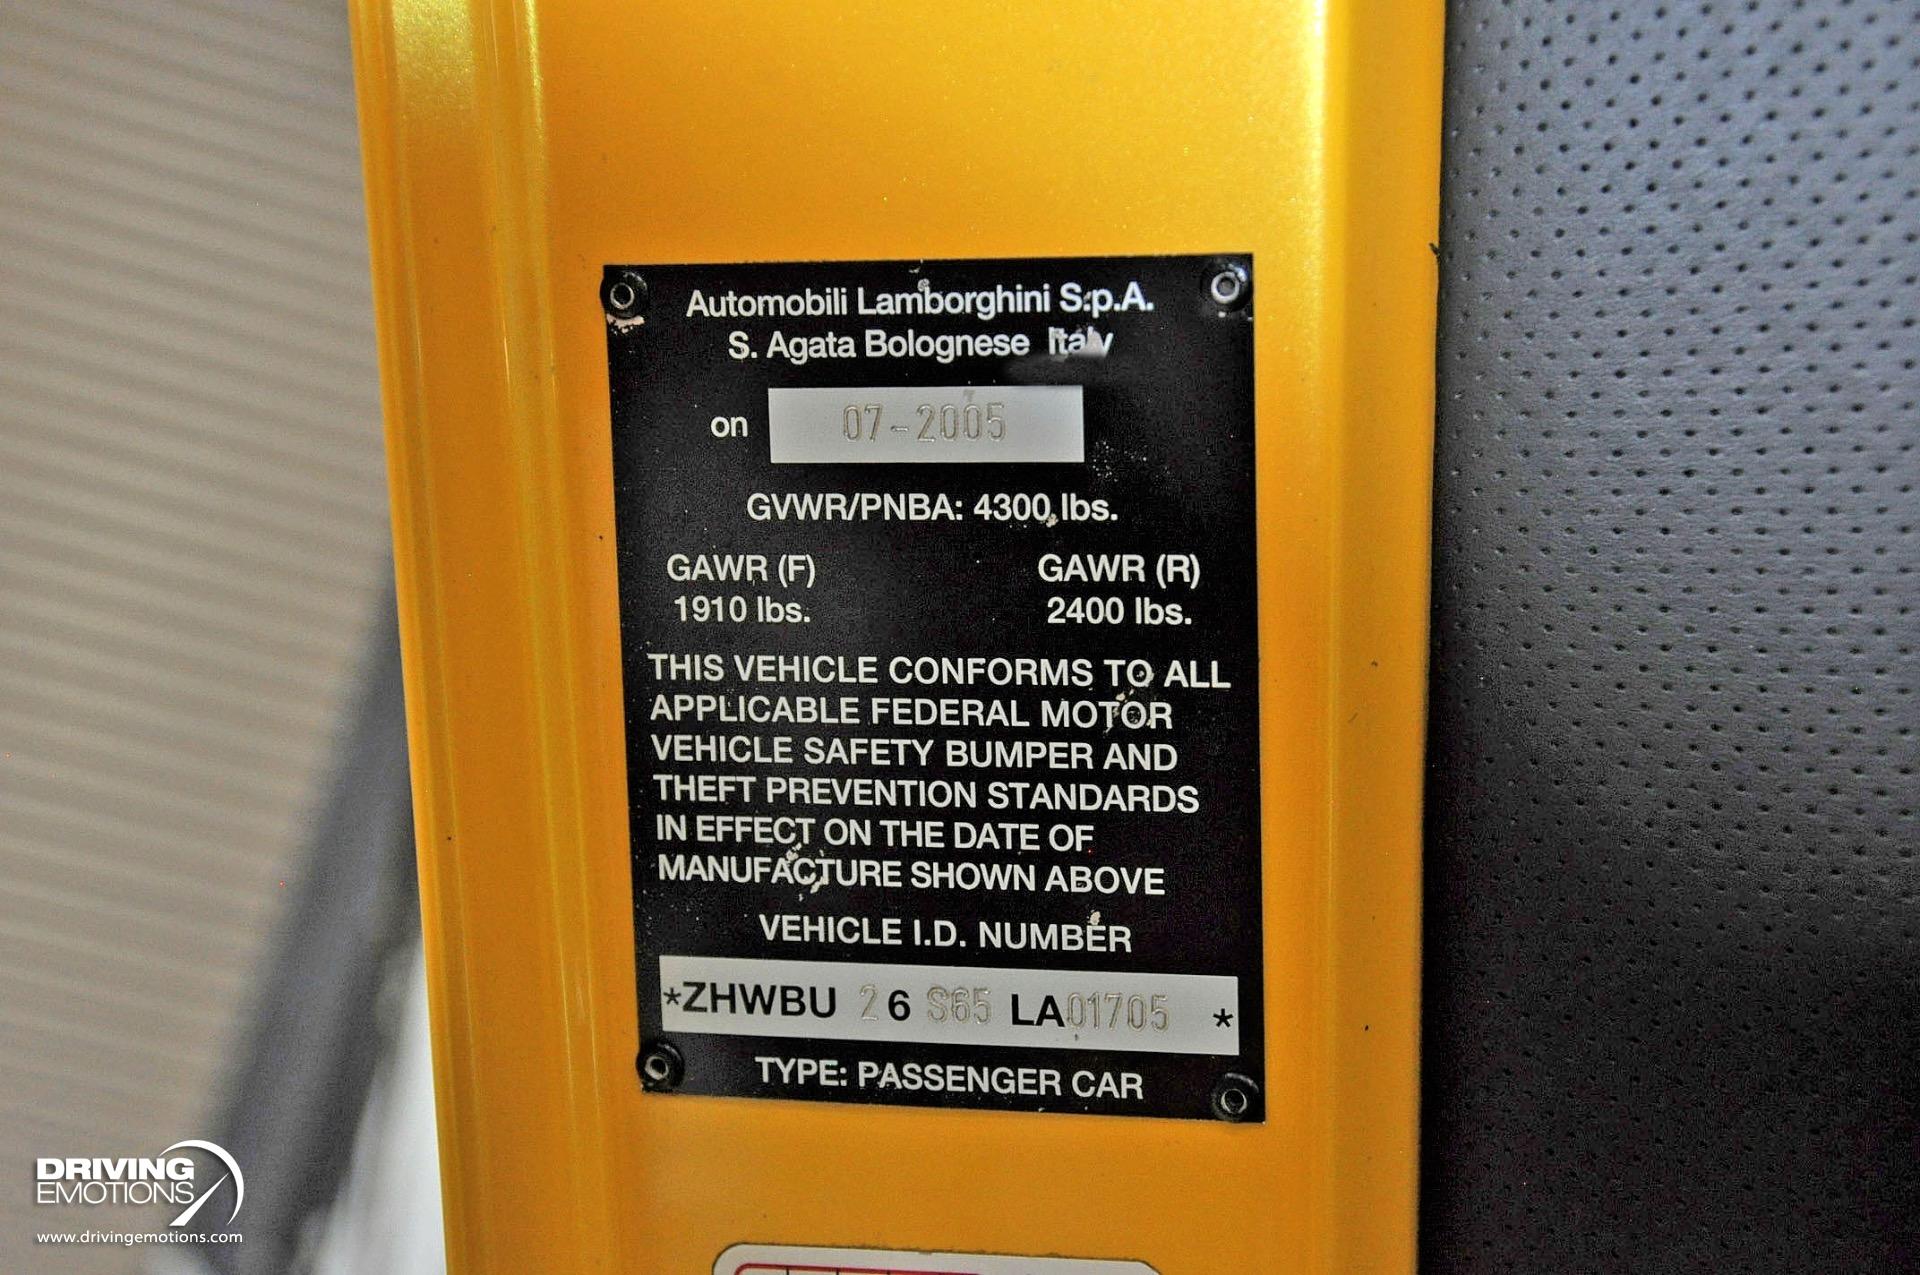 Automobili Lamborghini S.p.A.
S. Agata Bolognese Italy
on 07-2005
GVWR/PNBA: 4300 lbs.
GAWR (F) GAWR (R)
1910 lbs. 2400 lbs.
THIS VEHICLE CONFORMS TO ALL
APPLICABLE FEDERAL MOTOR
VEHICLE SAFETY BUMPER AND
THEFT PREVENTION STANDARDS
IN EFFECT ON THE DATE OF
MANUFACTURE SHOWN ABOVE
VEHICLE I.D. NUMBER
*ZHWBU 26 S65 LA01705 *
TYPE: PASSENGER CAR
DRIVING
EMOTIONS
www.drivingemotions.com